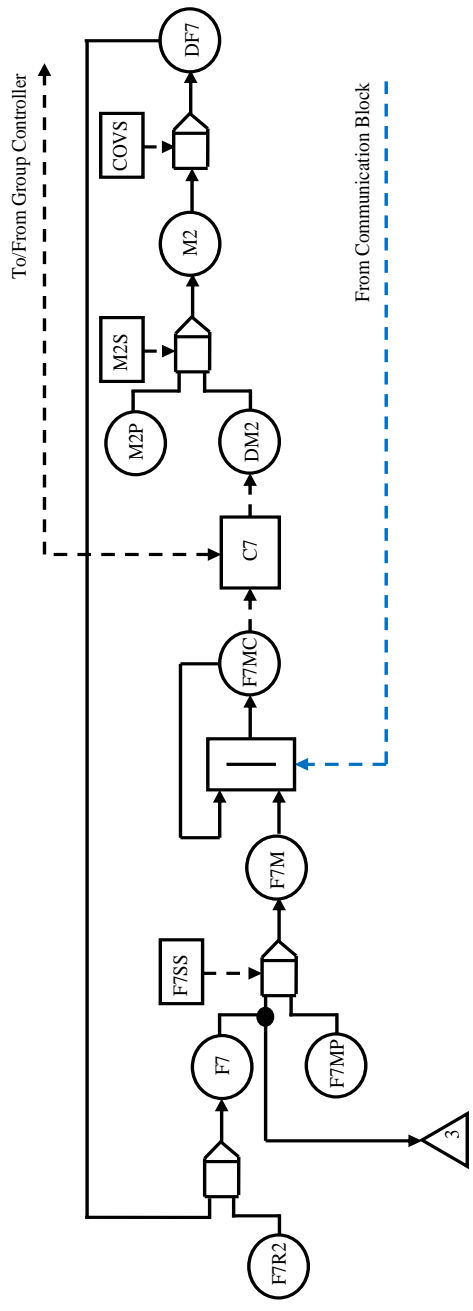 To/From Group Controller
F7R2
F7
3
F7MP
F7SS
F7M
F7MC
C7
M2P
DM2
M2S
M2
COVS
DF7
From Communication Block